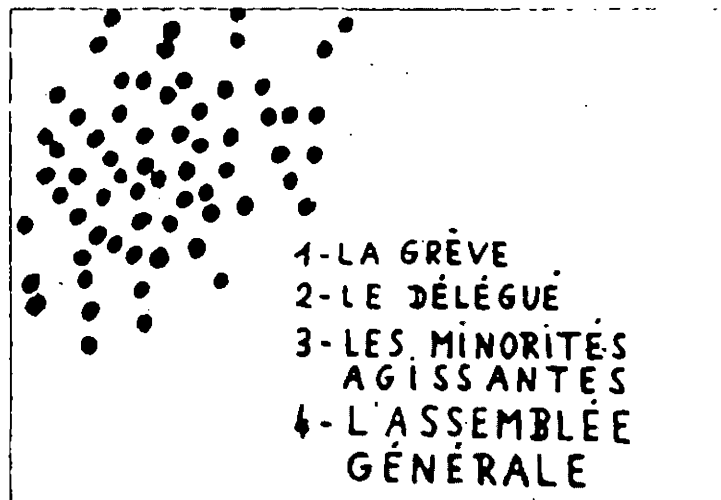 1-LA GRÈVE
2-LE DÉLÉGUÉ
3-LES MINORITÉS
AGISSANTES
4-L'ASSEMBLÉE
GÉNÉRALE